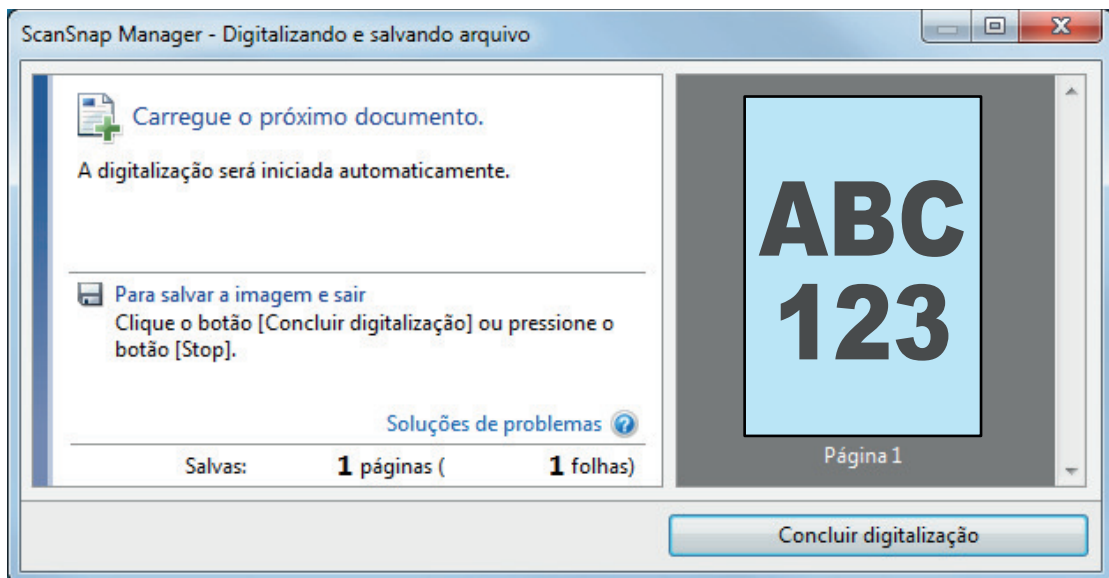 ScanSnap Manager - Digitalizando e salvando arquivo
Carregue o próximo documento.
A digitalização será iniciada automaticamente.
Para salvar a imagem e sair
Clique o botão [Concluir digitalização] ou pressione o
botão [Stop].
Soluções de problemas
Salvas: 1 páginas ( 1 folhas)
ABC
123
Página 1
Concluir digitalização